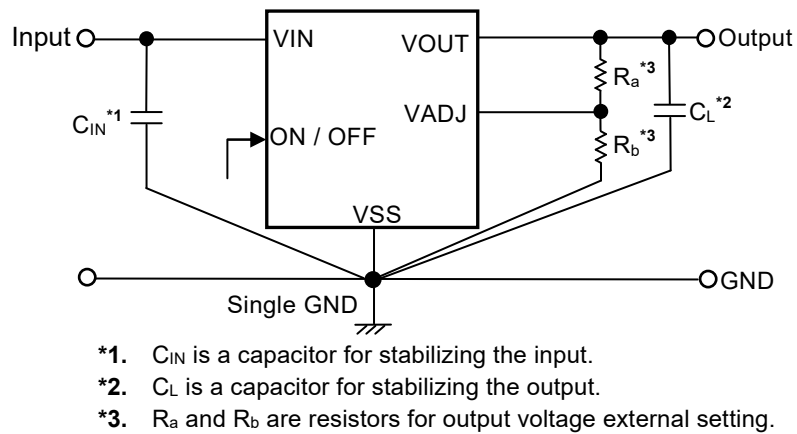 Input
VIN
VOUT
Output
Ra*3
CIN*1
VADJ
CL*2
ON / OFF
Rb*3
VSS
Single GND
GND
*1. CIN is a capacitor for stabilizing the input.
*2. CL is a capacitor for stabilizing the output.
*3. Ra and Rb are resistors for output voltage external setting.